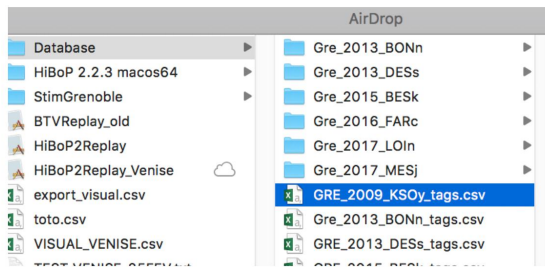 AirDrop
Database
HiBoP 2.2.3 macos64
StimGrenoble
BTVReplay_old
HiBoP2Replay
HiBoP2Replay_Venise
export_visual.csv
toto.csv
VISUAL_VENISE.csv
Gre_2013_BONn
Gre_2013_DESs
Gre_2015_BESk
Gre_2016_FARc
Gre_2017_LOIn
Gre_2017_MESj
GRE_2009_KSOy_tags.csv
Gre_2013_BONn_tags.csv
GRE_2013_DESs_tags.csv